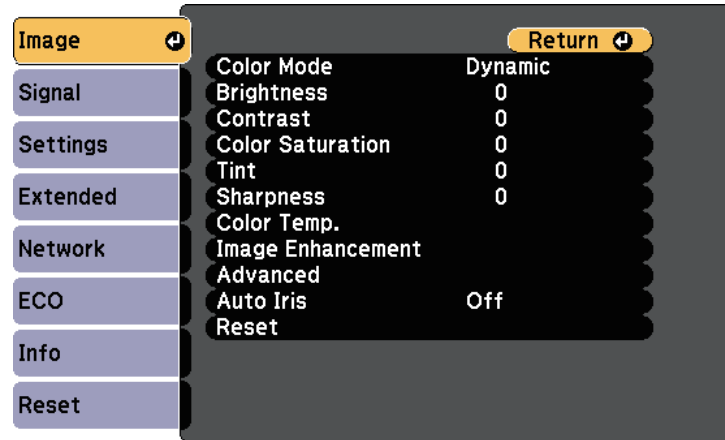 Image
Signal
Settings
Extended
Network
ECO
Info
Reset
Return
Color Mode Dynamic
Brightness 0
Contrast 0
Color Saturation 0
Tint 0
Sharpness 0
Color Temp.
Image Enhancement
Advanced
Auto Iris Off
Reset